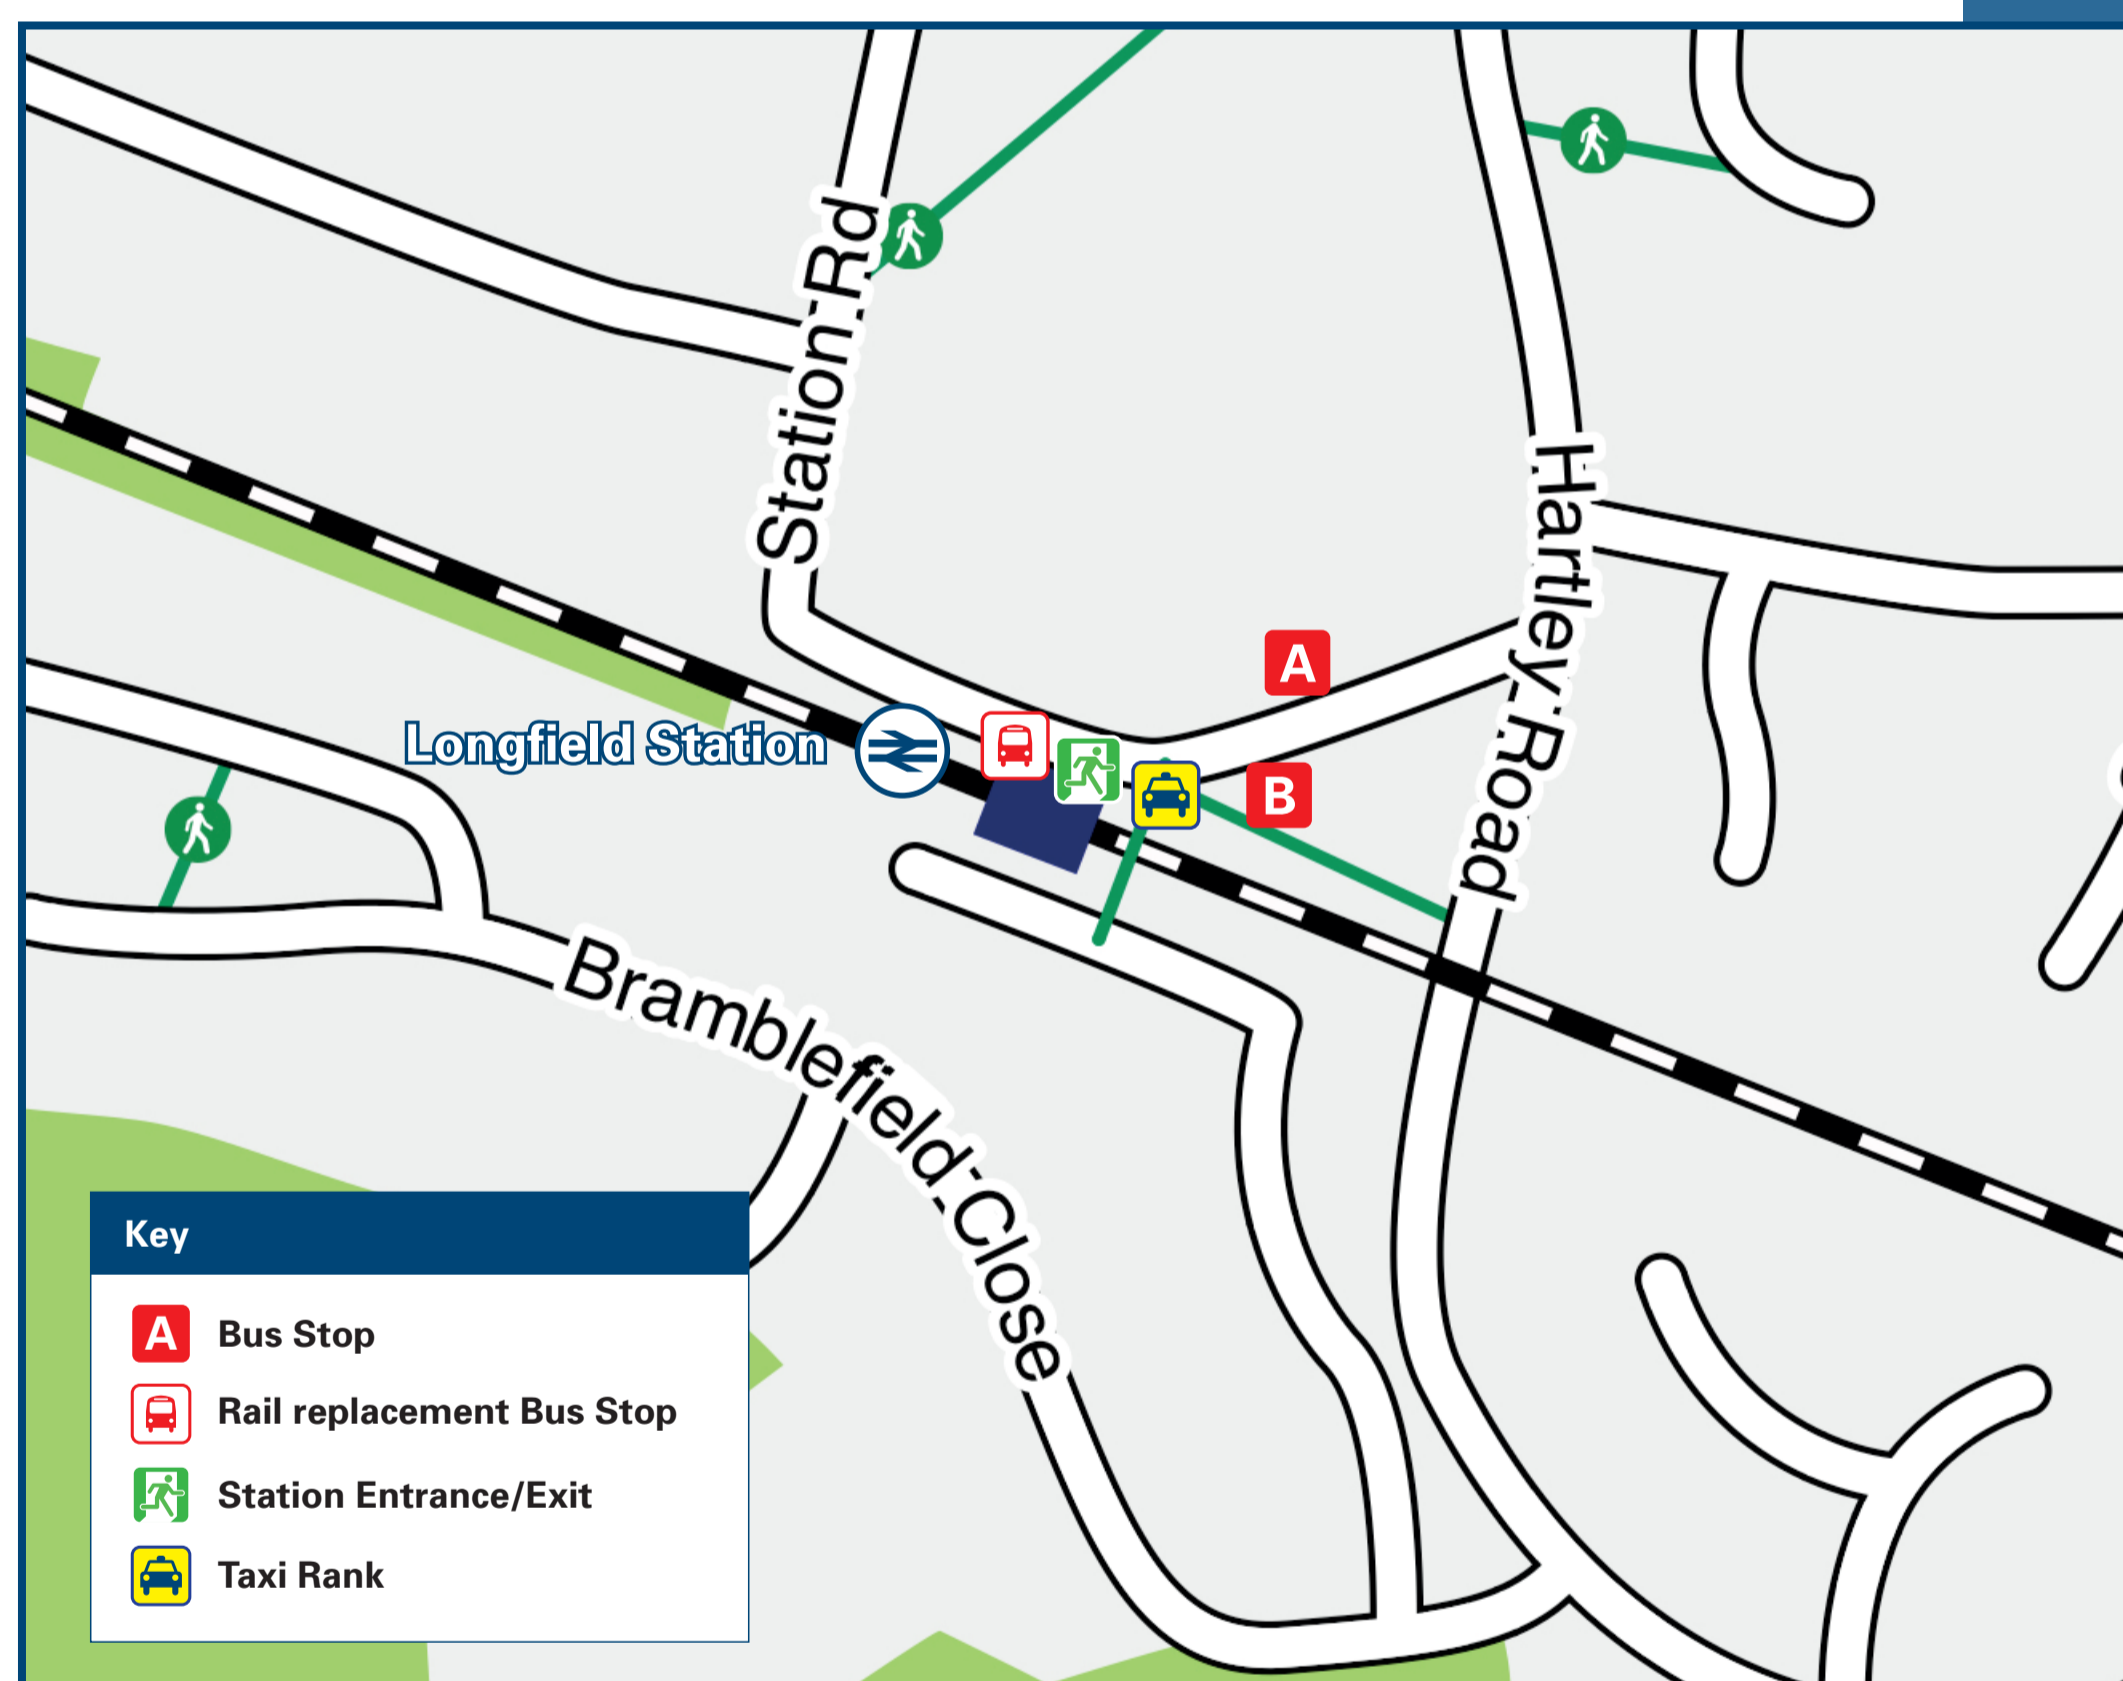 Station Rd
Hartley Road
A
Longfield Station
B
Bramblefield Close
Key
A Bus Stop
Rail replacement Bus Stop
Station Entrance/Exit
Taxi Rank